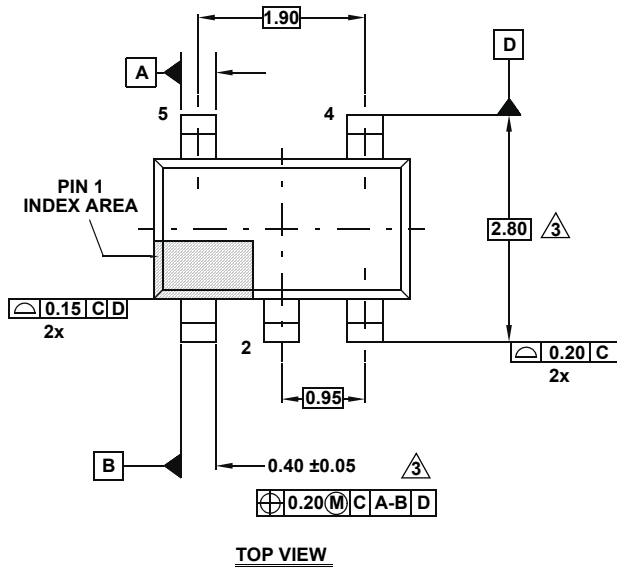 1.90
A
D
5
4
PIN 1
INDEX AREA
2.80
3
0.15 C D
2x
2
0.20 C
2x
0.95
B
0.40 ±0.05
3
0.20 M C A-B D
TOP VIEW